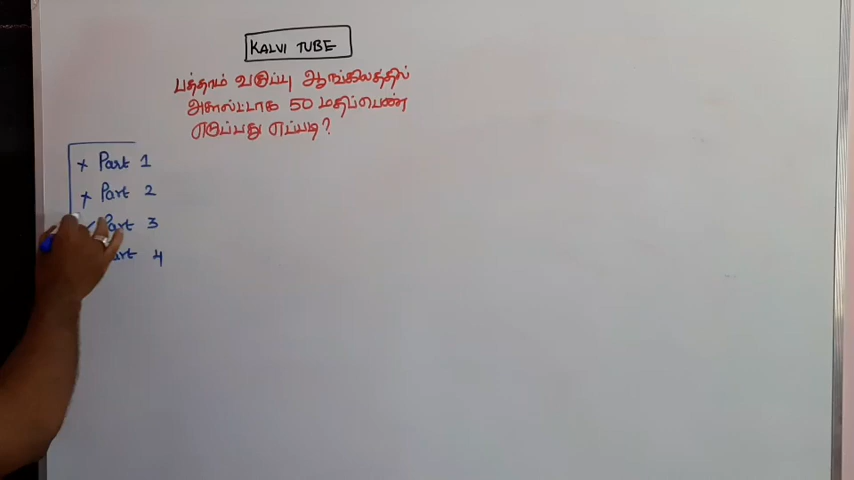 KALVI TUBE
பத்தாம் வகுப்பு ஆங்கிலத்தில்
அசால்ட்டாக 50 மதிப்பெண்
எடுப்பது எப்படி?
× Part 1
× Part 2
✓ Part 3
Part 4